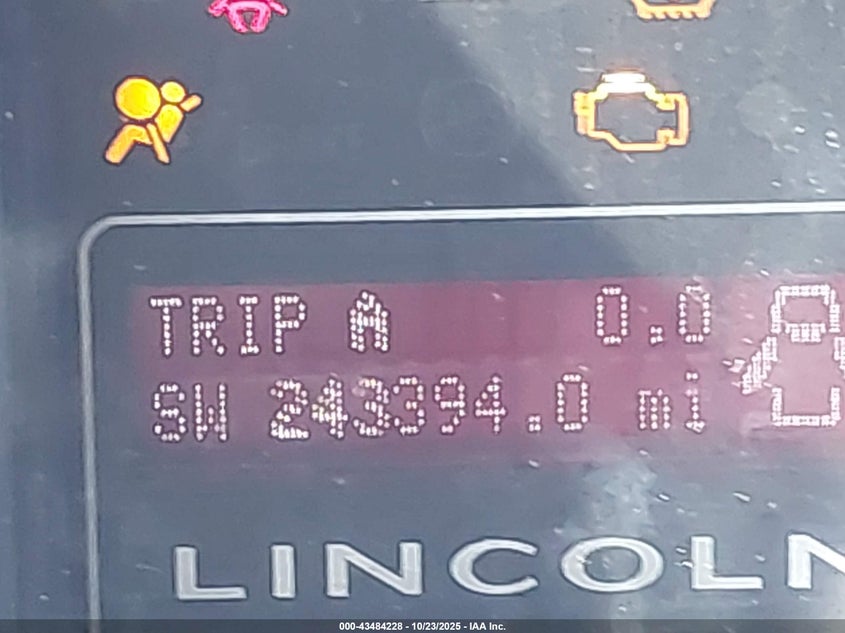 TRIP A 0.0
SW 243394.0 mi
LINCOLN
000-43484228 - 10/23/2025 - IAA Inc.